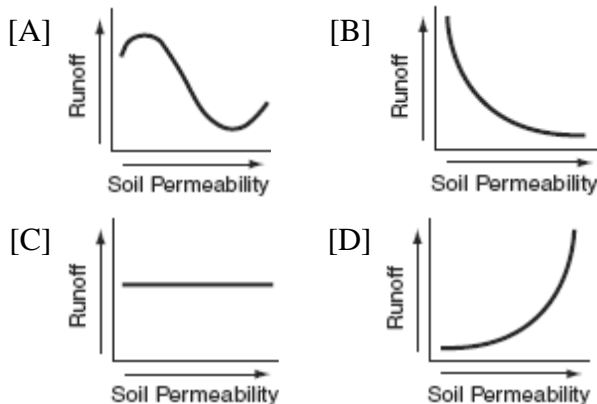 [A]
Runoff
Soil Permeability
[B]
Runoff
Soil Permeability
[C]
Runoff
Soil Permeability
[D]
Runoff
Soil Permeability